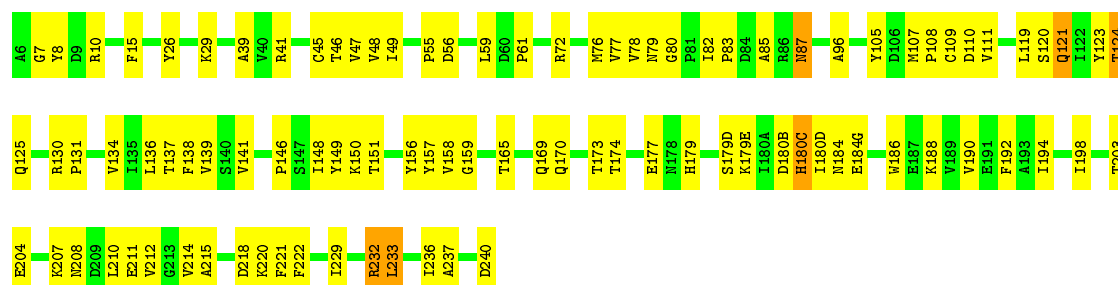 A6 G7 Y8 D9 R10 F15 Y26 K29 A39 V40 R41 C45 T46 V47 V48 I49 P55 D56 L59 D60 P61 R72 M76 V77 V78 N79 G80 P81 I82 P83 D84 A85 R86 N87 A96 Y105 D106 M107 P108 C109 D110 V111 L119 S120 Q121 I122 Y123 T124
Q125 R130 P131 V134 I135 L136 T137 F138 V139 S140 V141 P146 S147 I148 Y149 K150 T151 Y156 Y157 V158 G159 T165 Q169 Q170 T173 T174 E177 N178 H179 S179D K179E I180A D180B H180C I180D N184 E184G W186 E187 K188 V189 V190 E191 F192 A193 I194 I198 T203
E204 K207 N208 D209 L210 E211 V212 G213 V214 A215 D218 K220 F221 F222 I229 R232 L233 I236 A237 D240